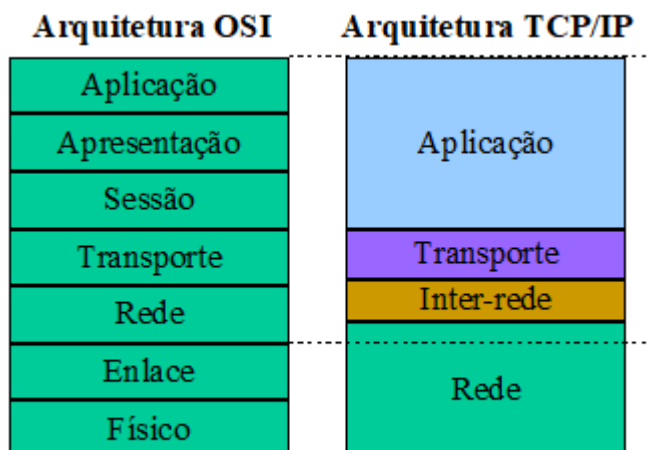 Arquitetura OSI
Aplicação
Apresentação
Sessão
Transporte
Rede
Enlace
Físico
Arquitetura TCP/IP
Aplicação
Transporte
Inter-rede
Rede